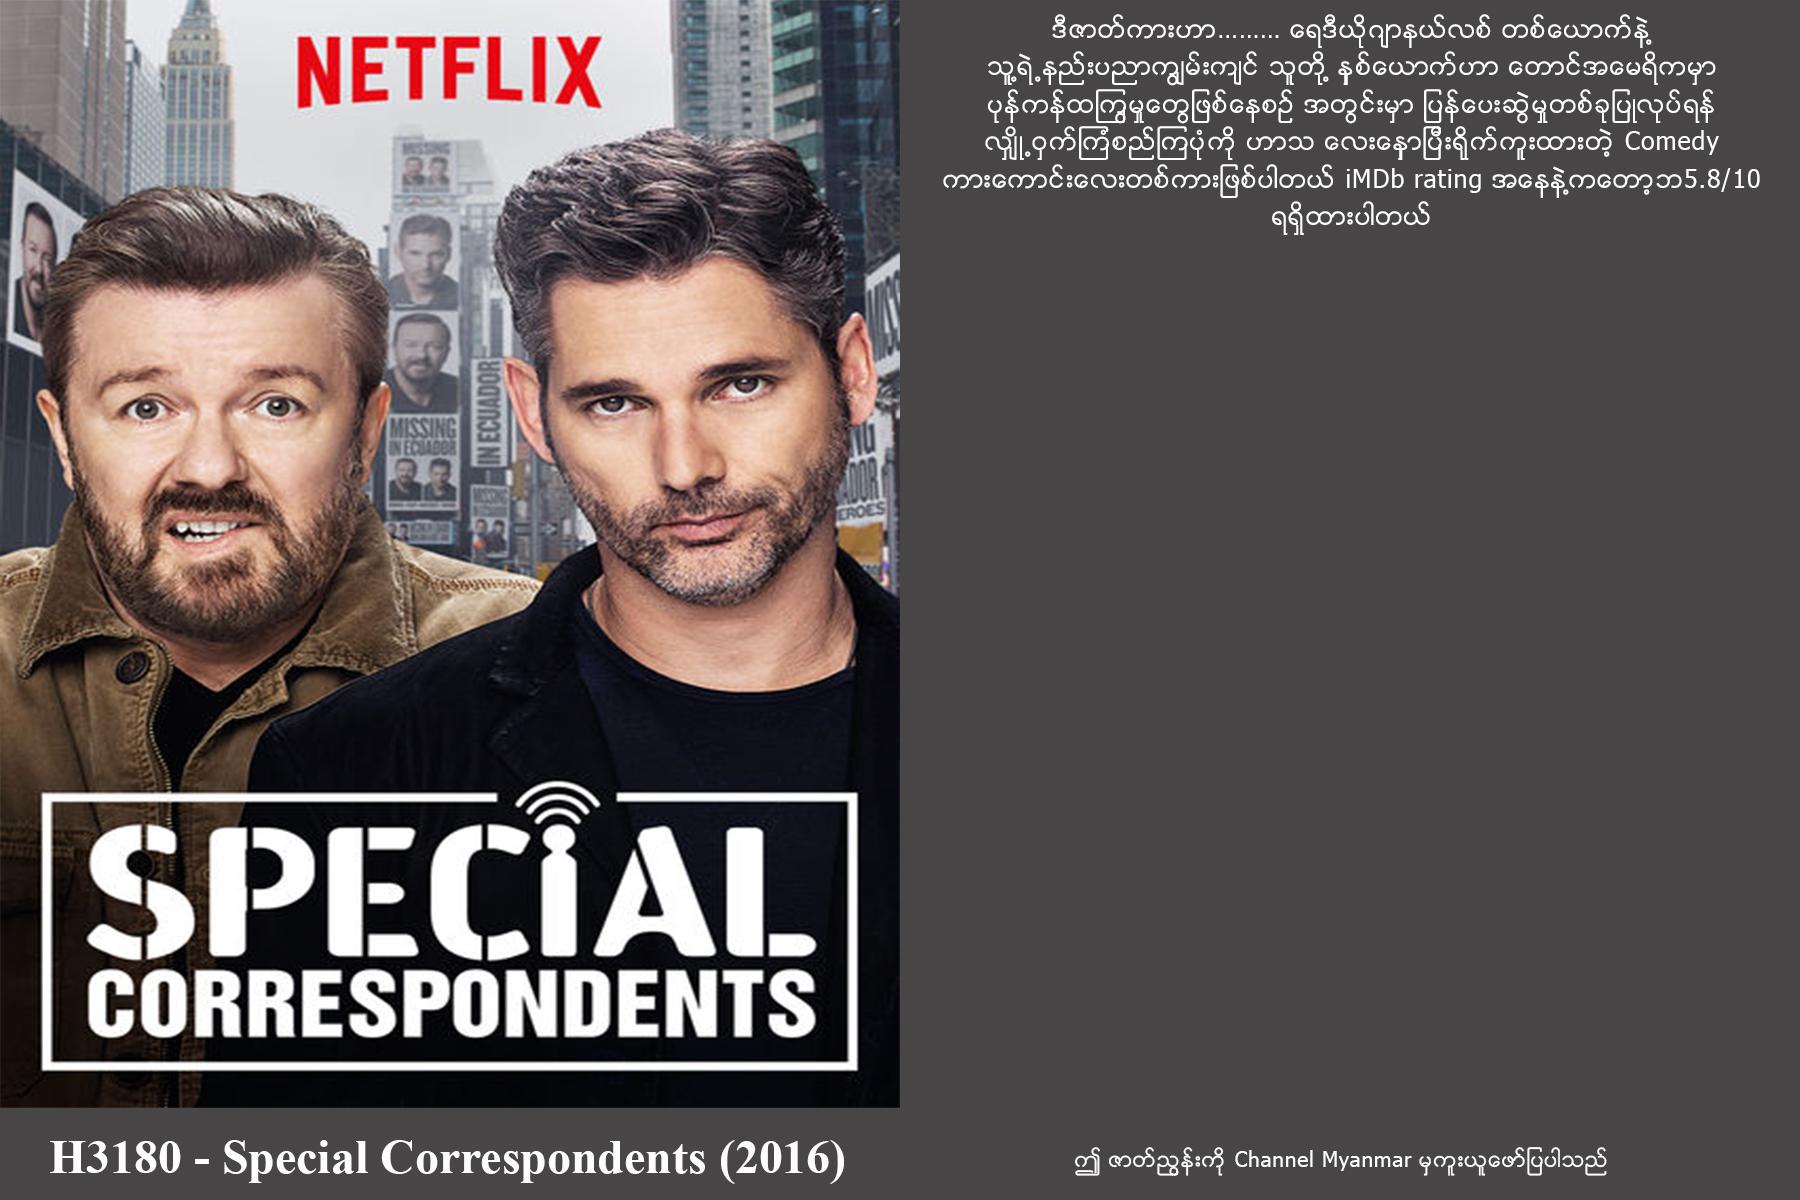 NETFLIX
MISSING
MISSING
IN ECUADOR
IN ECUADOR
SPECiAL
CORRESPONDENTS
H3180 - Special Correspondents (2016)
ဒီဇာတ်ကားဟာ......... ရေဒီယိုဂျာနယ်လစ် တစ်ယောက်နဲ့
သူ့ရဲ့နည်းပညာကျွမ်းကျင် သူတို့ နှစ်ယောက်ဟာ တောင်အမေရိကမှာ
ပုန်ကန်ထကြွမှုတွေဖြစ်နေစဉ် အတွင်းမှာ ပြန်ပေးဆွဲမှုတစ်ခုပြုလုပ်ရန်
လျှို့ဝှက်ကြံစည်ကြပုံကို ဟာသ လေးနှောပြီးရိုက်ကူးထားတဲ့ Comedy
ကားကောင်းလေးတစ်ကားဖြစ်ပါတယ် iMDb rating အနေနဲ့ကတော့ဘ5.8/10
ရရှိထားပါတယ်
ဤ ဇာတ်ညွှန်းကို Channel Myanmar မှကူးယူဖော်ပြပါသည်